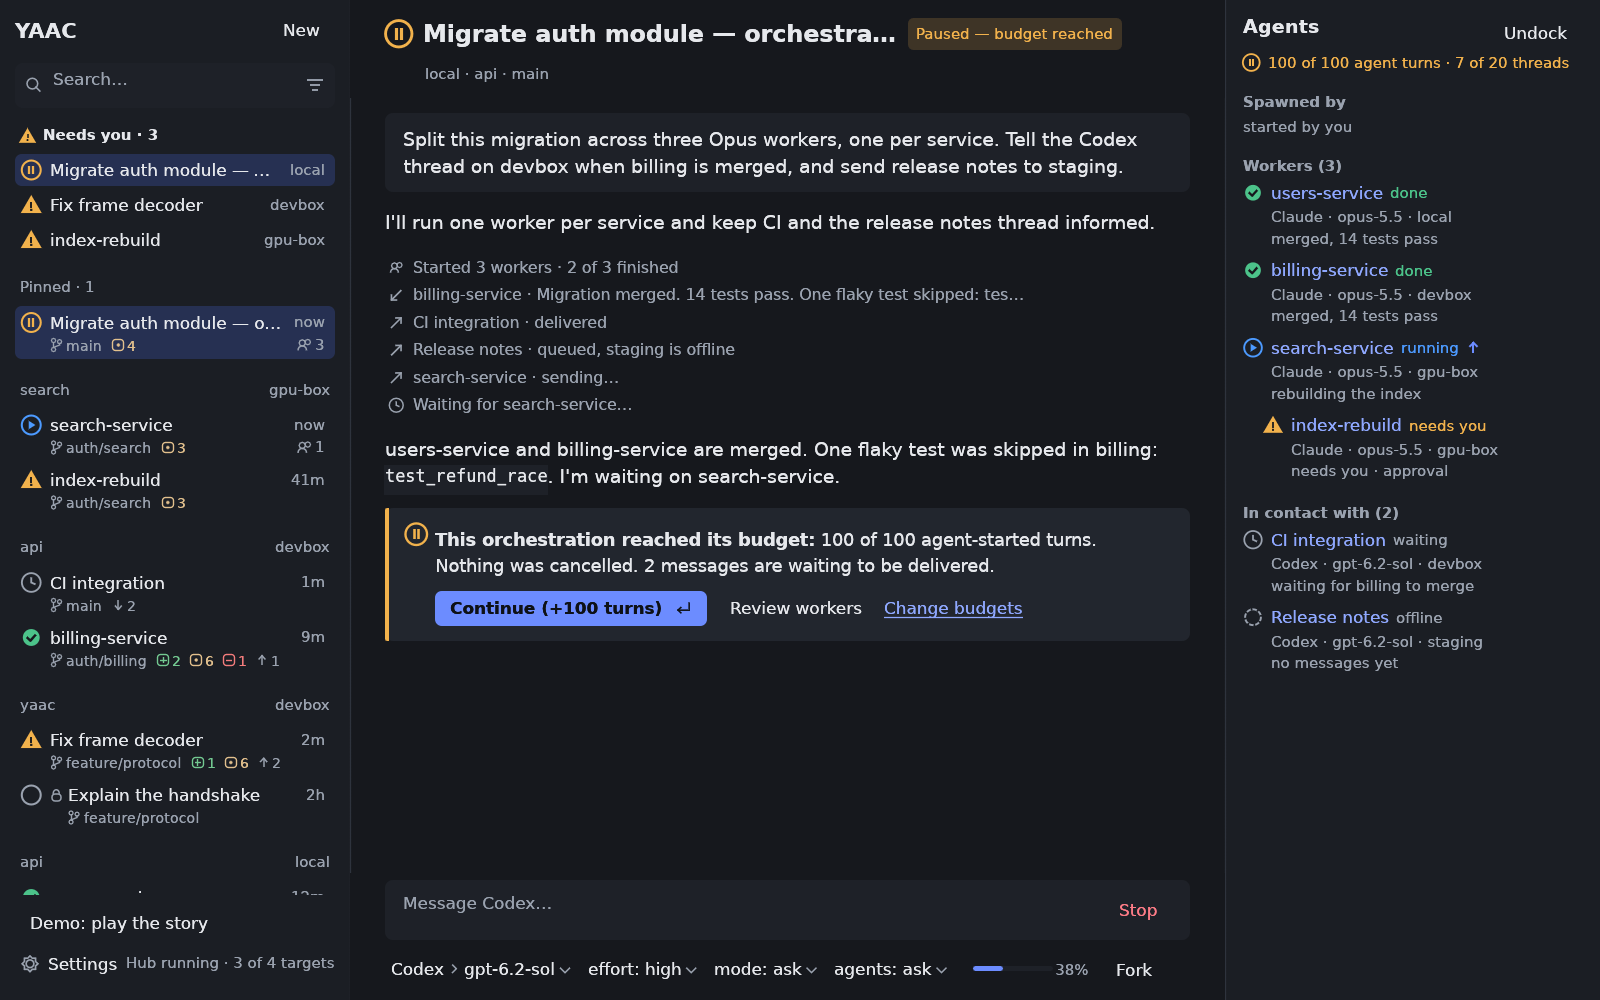 YAAC
New
Search…
Needs you · 3
Migrate auth module — … local
Fix frame decoder devbox
index-rebuild gpu-box
Pinned · 1
Migrate auth module — o… now
main 4 3
search gpu-box
search-service now
auth/search 3 1
index-rebuild 41m
auth/search 3
api devbox
CI integration 1m
main 2
billing-service 9m
auth/billing 2 6 1 1
yaac devbox
Fix frame decoder 2m
feature/protocol 1 6 2
Explain the handshake 2h
feature/protocol
api local
Demo: play the story
Settings Hub running · 3 of 4 targets
Migrate auth module — orchestra… Paused — budget reached
local · api · main
Split this migration across three Opus workers, one per service. Tell the Codex
thread on devbox when billing is merged, and send release notes to staging.
I'll run one worker per service and keep CI and the release notes thread informed.
Started 3 workers · 2 of 3 finished
billing-service · Migration merged. 14 tests pass. One flaky test skipped: tes…
CI integration · delivered
Release notes · queued, staging is offline
search-service · sending…
Waiting for search-service…
users-service and billing-service are merged. One flaky test was skipped in billing:
test_refund_race. I'm waiting on search-service.
This orchestration reached its budget: 100 of 100 agent-started turns.
Nothing was cancelled. 2 messages are waiting to be delivered.
Continue (+100 turns) Review workers Change budgets
Message Codex…
Stop
Codex gpt-6.2-sol effort: high mode: ask agents: ask 38% Fork
Agents
Undock
100 of 100 agent turns · 7 of 20 threads
Spawned by
started by you
Workers (3)
users-service done
Claude · opus-5.5 · local
merged, 14 tests pass
billing-service done
Claude · opus-5.5 · devbox
merged, 14 tests pass
search-service running
Claude · opus-5.5 · gpu-box
rebuilding the index
index-rebuild needs you
Claude · opus-5.5 · gpu-box
needs you · approval
In contact with (2)
CI integration waiting
Codex · gpt-6.2-sol · devbox
waiting for billing to merge
Release notes offline
Codex · gpt-6.2-sol · staging
no messages yet